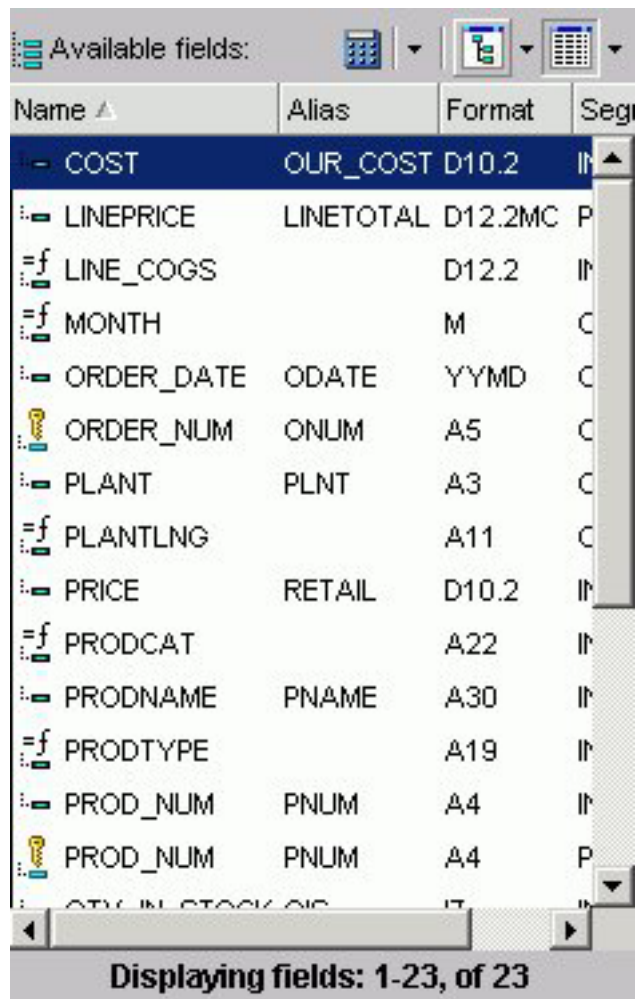 Available fields:
Name Alias Format Seg
COST OUR_COST D10.2
LINEPRICE LINETOTAL D12.2MC P
LINE_COGS D12.2
MONTH M
ORDER_DATE ODATE YYMD
ORDER_NUM ONUM A5
PLANT PLNT A3
PLANTLNG A11
PRICE RETAIL D10.2
PRODCAT A22
PRODNAME PNAME A30
PRODTYPE A19
PROD_NUM PNUM A4
PROD_NUM PNUM A4 P
Displaying fields: 1-23, of 23